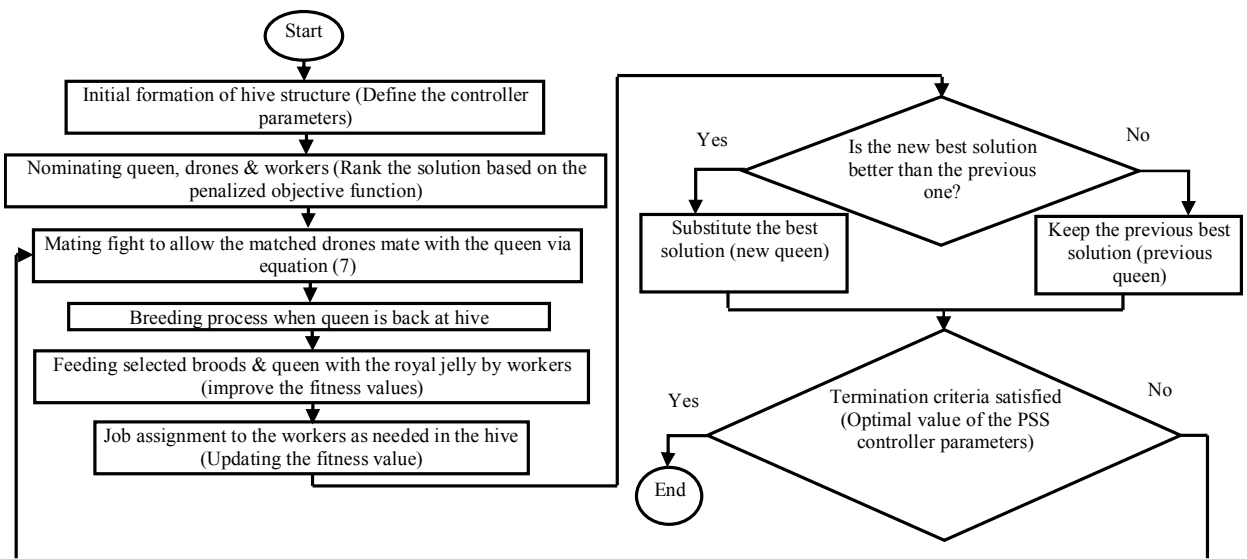 Start
Initial formation of hive structure (Define the controller
parameters)
Nominating queen, drones & workers (Rank the solution based on the
penalized objective function)
Mating fight to allow the matched drones mate with the queen via
equation (7)
Breeding process when queen is back at hive
Feeding selected broods & queen with the royal jelly by workers
(improve the fitness values)
Job assignment to the workers as needed in the hive
(Updating the fitness value)
Is the new best solution
better than the previous
one?
Yes
No
Substitute the best
solution (new queen)
Keep the previous best
solution (previous
queen)
Termination criteria satisfied
(Optimal value of the PSS
controller parameters)
Yes
No
End